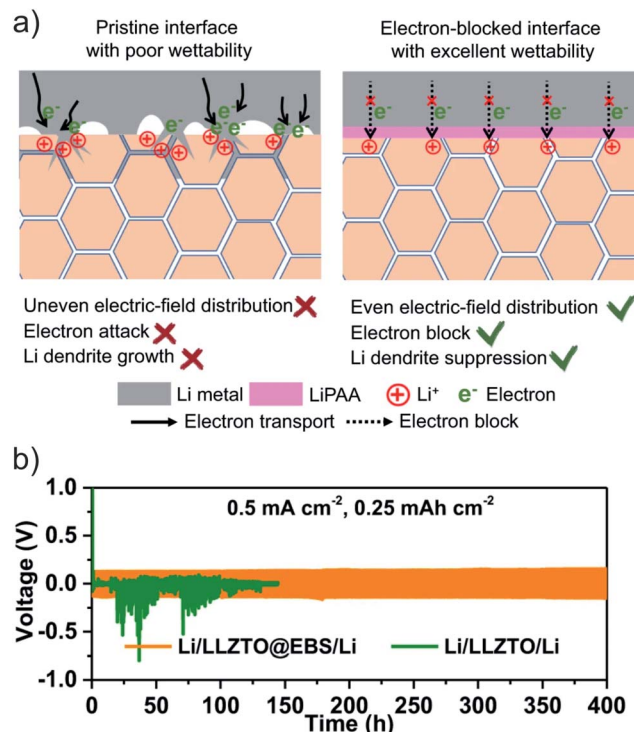 a)
Pristine interface
with poor wettability
Electron-blocked interface
with excellent wettability
e⁻ e⁻ e⁻ e⁻ e⁻ e⁻ e⁻
e⁻ e⁻ e⁻ e⁻ e⁻
Uneven electric-field distribution
Electron attack
Li dendrite growth
Even electric-field distribution
Electron block
Li dendrite suppression
Li metal LiPAA Li⁺ e⁻ Electron
Electron transport Electron block
b)
0.5 mA cm⁻², 0.25 mAh cm⁻²
Voltage (V)
1.0
0.5
0.0
-0.5
-1.0
Li/LLZTO@EBS/Li Li/LLZTO/Li
0 50 100 150 200 250 300 350 400
Time (h)